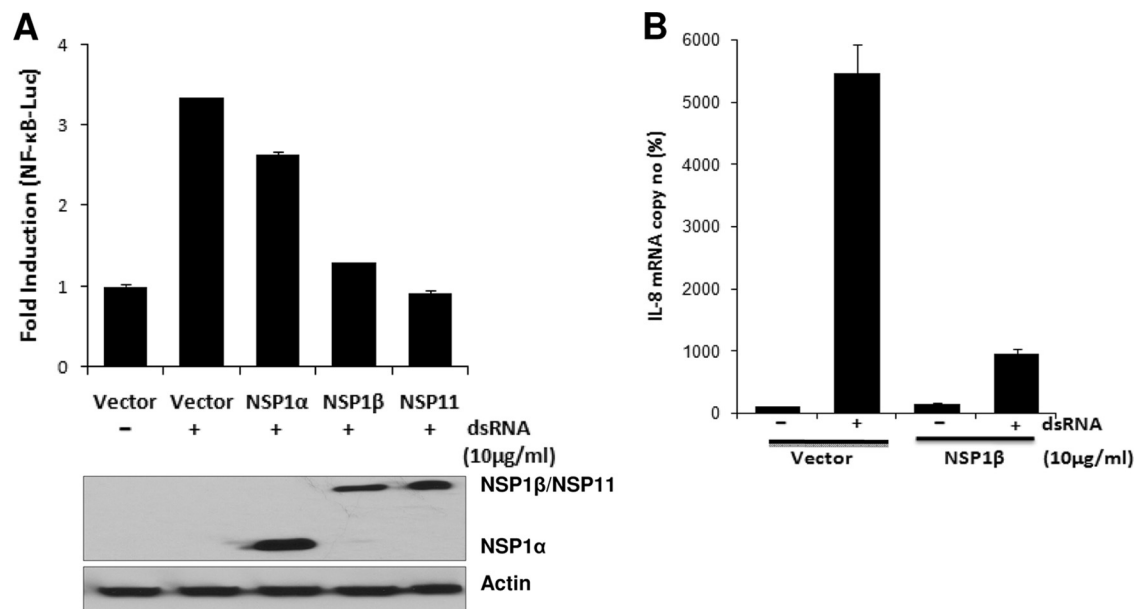 A
Fold Induction (NF-κB-Luc)
4
3
2
1
0
Vector Vector NSP1α NSP1β NSP11
– + + + + dsRNA
(10µg/ml)
NSP1β/NSP11
NSP1α
Actin
B
IL-8 mRNA copy no (%)
6000
5000
4000
3000
2000
1000
0
– + – + dsRNA
Vector NSP1β (10µg/ml)